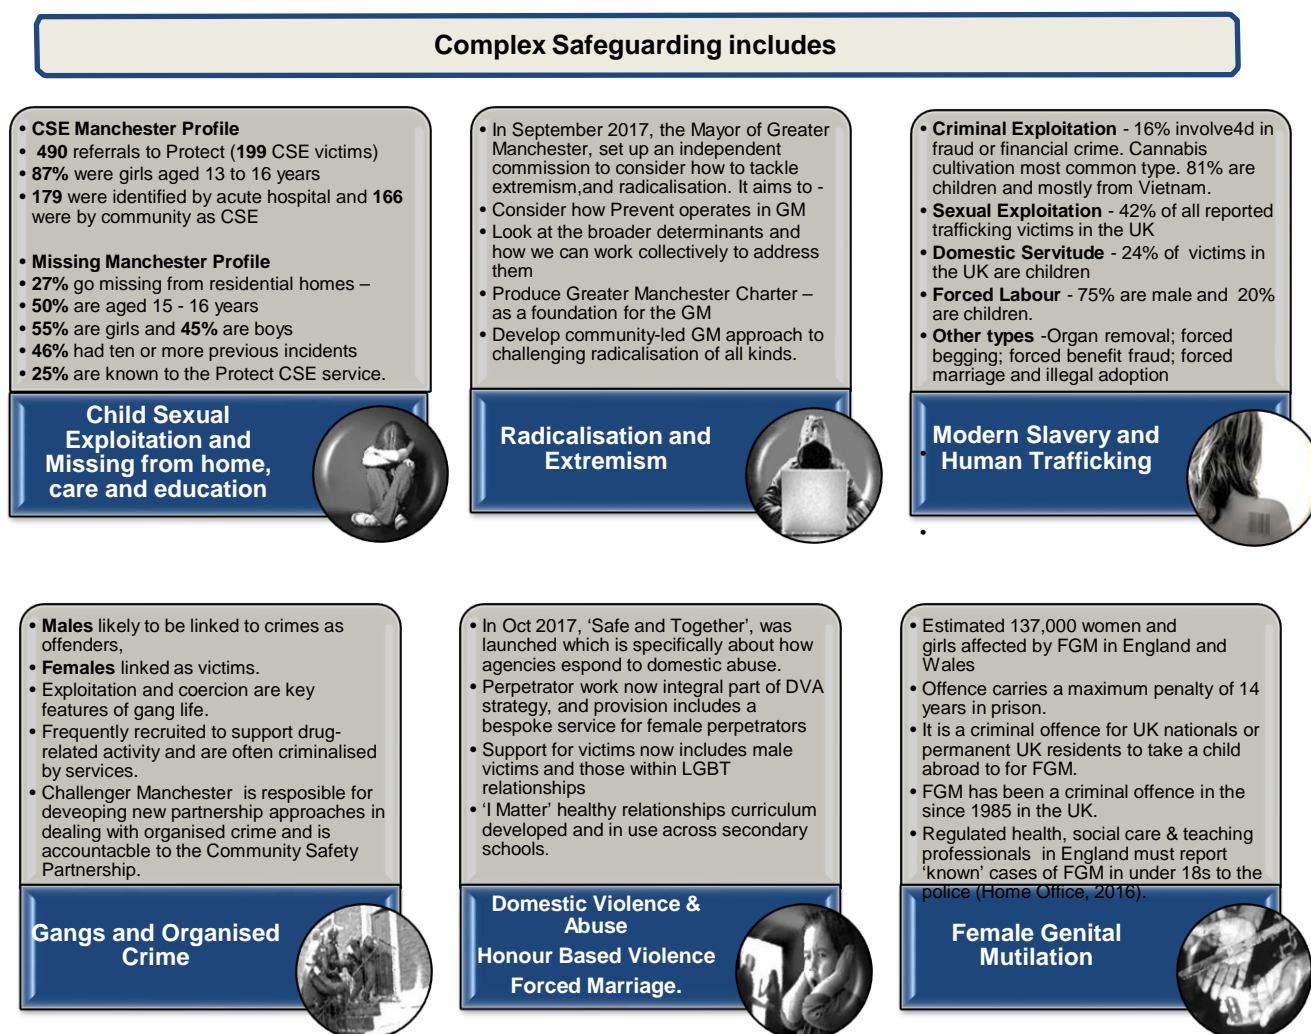 Complex Safeguarding includes
• CSE Manchester Profile
• 490 referrals to Protect (199 CSE victims)
• 87% were girls aged 13 to 16 years
• 179 were identified by acute hospital and 166
were by community as CSE
• Missing Manchester Profile
• 27% go missing from residential homes –
• 50% are aged 15 - 16 years
• 55% are girls and 45% are boys
• 46% had ten or more previous incidents
• 25% are known to the Protect CSE service.
Child Sexual
Exploitation and
Missing from home,
care and education
• In September 2017, the Mayor of Greater
Manchester, set up an independent
commission to consider how to tackle
extremism,and radicalisation. It aims to -
• Consider how Prevent operates in GM
• Look at the broader determinants and
how we can work collectively to address
them
• Produce Greater Manchester Charter –
as a foundation for the GM
• Develop community-led GM approach to
challenging radicalisation of all kinds.
Radicalisation and
Extremism
• Criminal Exploitation - 16% involve4d in
fraud or financial crime. Cannabis
cultivation most common type. 81% are
children and mostly from Vietnam.
• Sexual Exploitation - 42% of all reported
trafficking victims in the UK
• Domestic Servitude - 24% of victims in
the UK are children
• Forced Labour - 75% are male and 20%
are children.
• Other types -Organ removal; forced
begging; forced benefit fraud; forced
marriage and illegal adoption
Modern Slavery and
• Human Trafficking
•
• Males likely to be linked to crimes as
offenders,
• Females linked as victims.
• Exploitation and coercion are key
features of gang life.
• Frequently recruited to support drug-
related activity and are often criminalised
by services.
• Challenger Manchester is resposible for
deveoping new partnership approaches in
dealing with organised crime and is
accountacble to the Community Safety
Partnership.
Gangs and Organised
Crime
• In Oct 2017, ‘Safe and Together’, was
launched which is specifically about how
agencies espond to domestic abuse.
• Perpetrator work now integral part of DVA
strategy, and provision includes a
bespoke service for female perpetrators
• Support for victims now includes male
victims and those within LGBT
relationships
• ‘I Matter’ healthy relationships curriculum
developed and in use across secondary
schools.
Domestic Violence &
Abuse
Honour Based Violence
Forced Marriage.
• Estimated 137,000 women and
girls affected by FGM in England and
Wales
• Offence carries a maximum penalty of 14
years in prison.
• It is a criminal offence for UK nationals or
permanent UK residents to take a child
abroad to for FGM.
• FGM has been a criminal offence in the
since 1985 in the UK.
• Regulated health, social care & teaching
professionals in England must report
‘known’ cases of FGM in under 18s to the
police (Home Office, 2016).
Female Genital
Mutilation